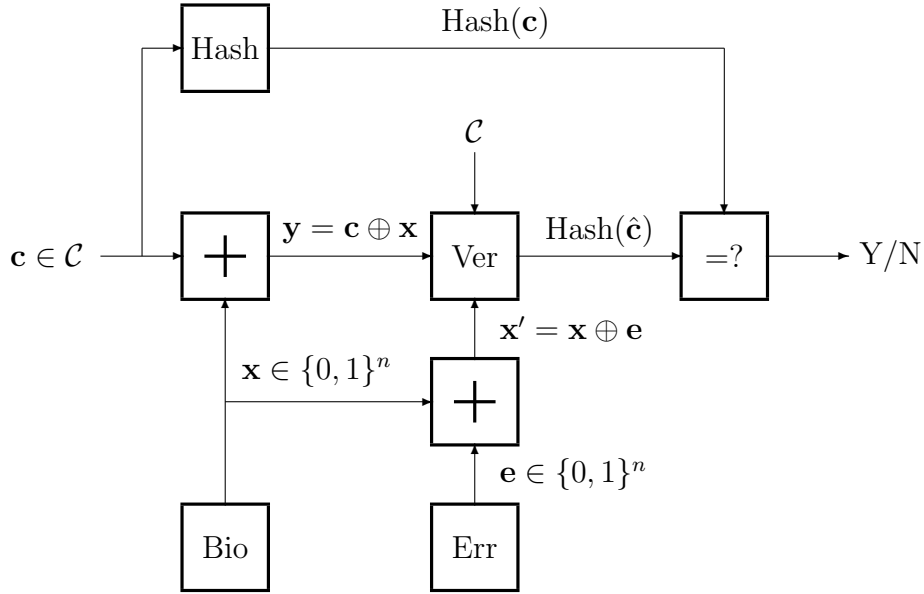 Hash(𝐜)
Hash
𝒞
𝐲 = 𝐜 ⊕ 𝐱
Hash(𝐜̂)
𝐜 ∈ 𝒞
+
Ver
=?
Y/N
𝐱′ = 𝐱 ⊕ 𝐞
𝐱 ∈ {0, 1}ⁿ
+
𝐞 ∈ {0, 1}ⁿ
Bio
Err